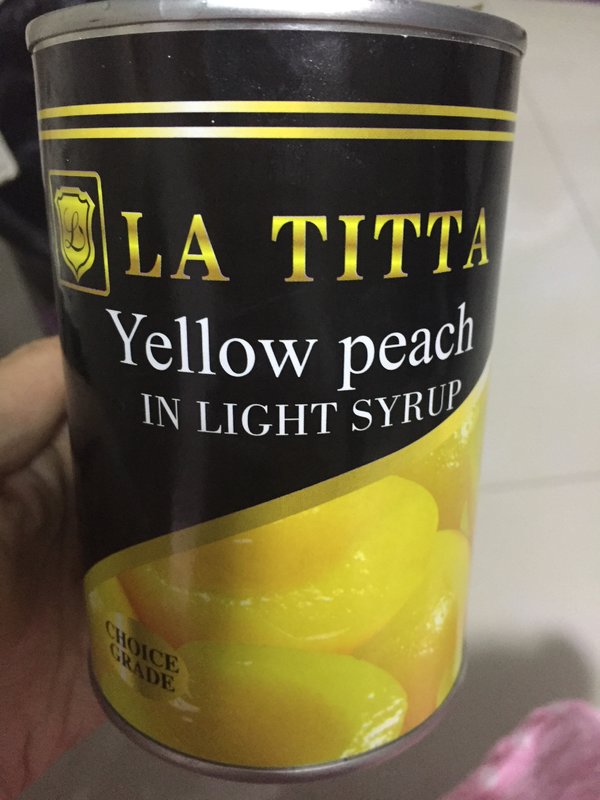 L
LA TITTA
Yellow peach
IN LIGHT SYRUP
CHOICE
GRADE